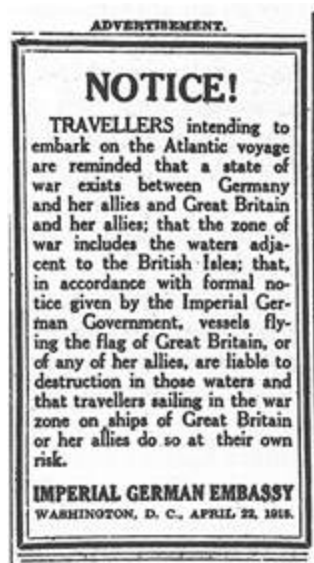 ADVERTISEMENT.
NOTICE!
TRAVELLERS intending to
embark on the Atlantic voyage
are reminded that a state of
war exists between Germany
and her allies and Great Britain
and her allies; that the zone of
war includes the waters adja-
cent to the British Isles; that,
in accordance with formal no-
tice given by the Imperial Ger-
man Government, vessels fly-
ing the flag of Great Britain, or
of any of her allies, are liable to
destruction in those waters and
that travellers sailing in the war
zone on ships of Great Britain
or her allies do so at their own
risk.
IMPERIAL GERMAN EMBASSY
WASHINGTON, D. C., APRIL 22, 1915.